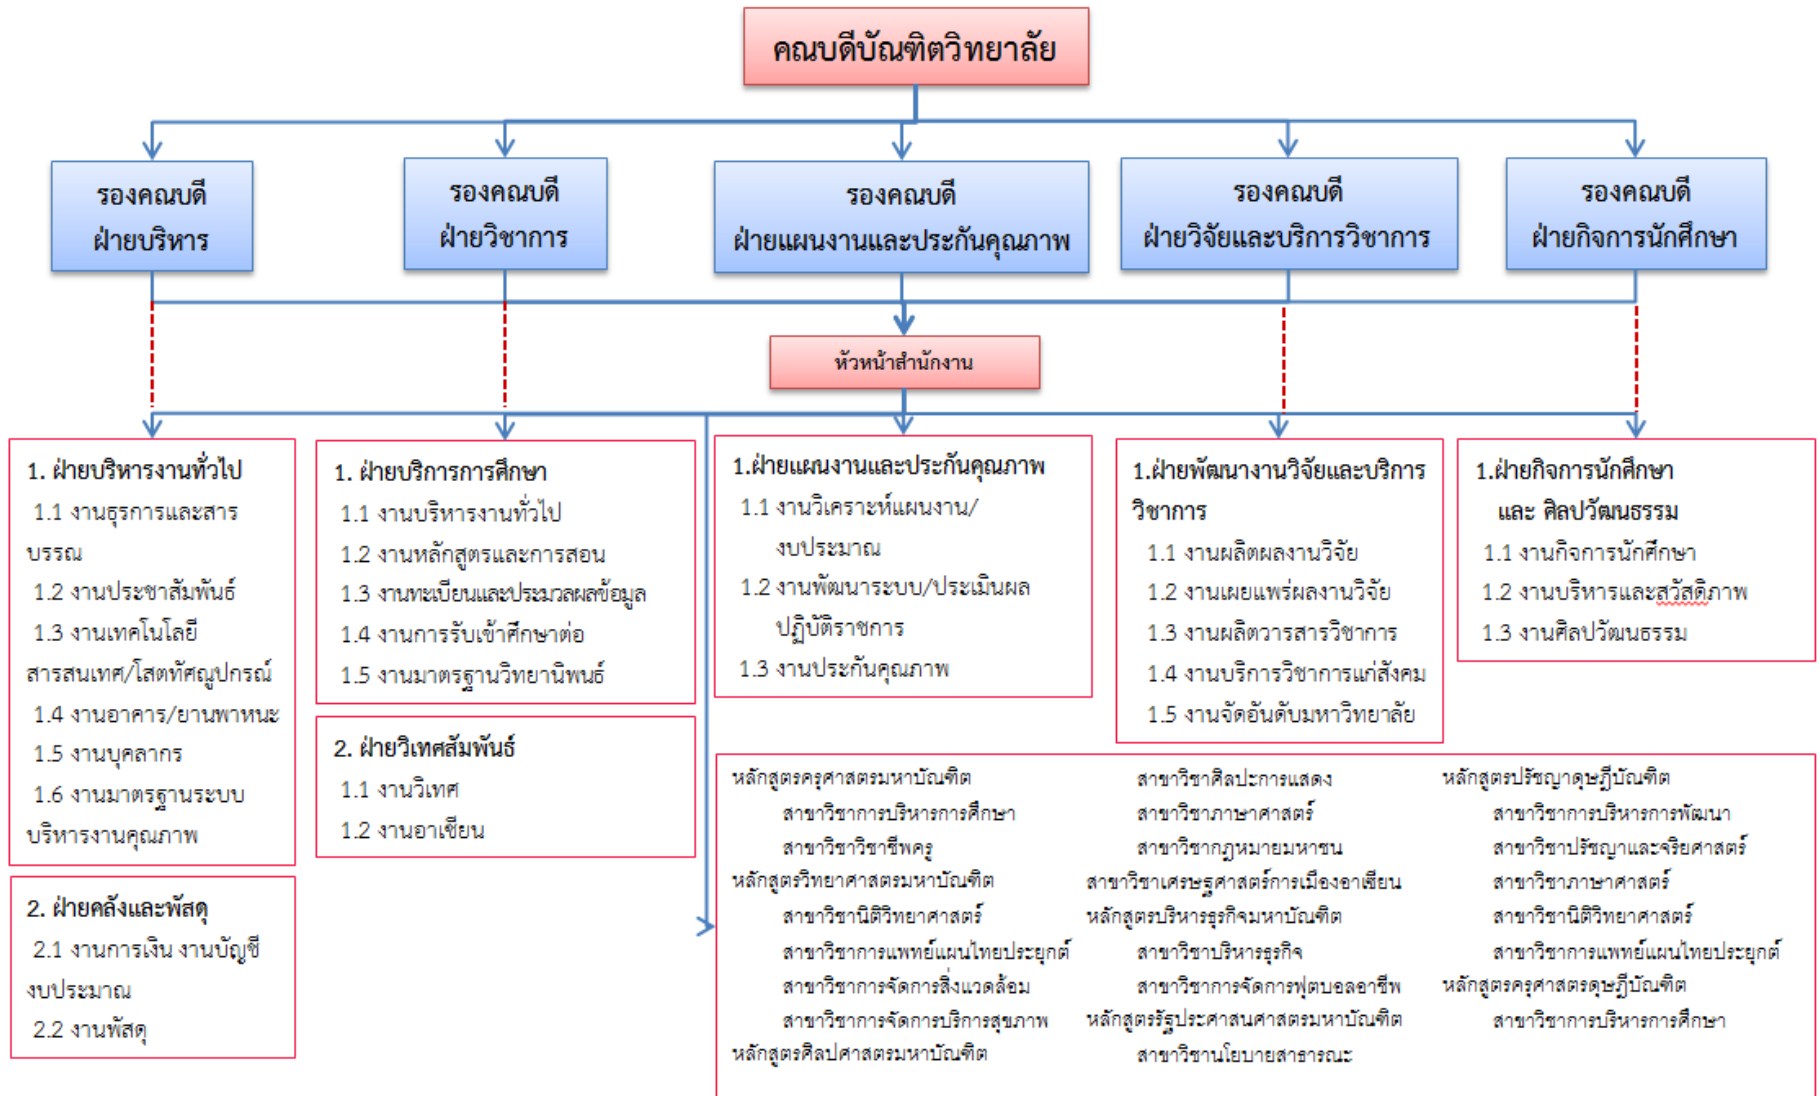 คณบดีบัณฑิตวิทยาลัย
รองคณบดี
ฝ่ายบริหาร
รองคณบดี
ฝ่ายวิชาการ
รองคณบดี
ฝ่ายแผนงานและประกันคุณภาพ
รองคณบดี
ฝ่ายวิจัยและบริการวิชาการ
รองคณบดี
ฝ่ายกิจการนักศึกษา
หัวหน้าสำนักงาน
1. ฝ่ายบริหารงานทั่วไป
1.1 งานธุรการและสาร
บรรณ
1.2 งานประชาสัมพันธ์
1.3 งานเทคโนโลยี
สารสนเทศ/โสตทัศณูปกรณ์
1.4 งานอาคาร/ยานพาหนะ
1.5 งานบุคลากร
1.6 งานมาตรฐานระบบ
บริหารงานคุณภาพ
2. ฝ่ายคลังและพัสดุ
2.1 งานการเงิน งานบัญชี
งบประมาณ
2.2 งานพัสดุ
1. ฝ่ายบริการการศึกษา
1.1 งานบริหารงานทั่วไป
1.2 งานหลักสูตรและการสอน
1.3 งานทะเบียนและประมวลผลข้อมูล
1.4 งานการรับเข้าศึกษาต่อ
1.5 งานมาตรฐานวิทยานิพนธ์
2. ฝ่ายวิเทศสัมพันธ์
1.1 งานวิเทศ
1.2 งานอาเซียน
1.ฝ่ายแผนงานและประกันคุณภาพ
1.1 งานวิเคราะห์แผนงาน/
งบประมาณ
1.2 งานพัฒนาระบบ/ประเมินผล
ปฏิบัติราชการ
1.3 งานประกันคุณภาพ
1.ฝ่ายพัฒนางานวิจัยและบริการ
วิชาการ
1.1 งานผลิตผลงานวิจัย
1.2 งานเผยแพร่ผลงานวิจัย
1.3 งานผลิตวารสารวิชาการ
1.4 งานบริการวิชาการแก่สังคม
1.5 งานจัดอันดับมหาวิทยาลัย
1.ฝ่ายกิจการนักศึกษา
และ ศิลปวัฒนธรรม
1.1 งานกิจการนักศึกษา
1.2 งานบริหารและสวัสดิภาพ
1.3 งานศิลปวัฒนธรรม
หลักสูตรครุศาสตรมหาบัณฑิต
สาขาวิชาการบริหารการศึกษา
สาขาวิชาวิชาชีพครู
หลักสูตรวิทยาศาสตรมหาบัณฑิต
สาขาวิชานิติวิทยาศาสตร์
สาขาวิชาการแพทย์แผนไทยประยุกต์
สาขาวิชาการจัดการสิ่งแวดล้อม
สาขาวิชาการจัดการบริการสุขภาพ
หลักสูตรศิลปศาสตรมหาบัณฑิต
สาขาวิชาศิลปะการแสดง
สาขาวิชาภาษาศาสตร์
สาขาวิชากฎหมายมหาชน
สาขาวิชาเศรษฐศาสตร์การเมืองอาเซียน
หลักสูตรบริหารธุรกิจมหาบัณฑิต
สาขาวิชาบริหารธุรกิจ
สาขาวิชาการจัดการฟุตบอลอาชีพ
หลักสูตรรัฐประศาสนศาสตรมหาบัณฑิต
สาขาวิชานโยบายสาธารณะ
หลักสูตรปรัชญาดุษฎีบัณฑิต
สาขาวิชาการบริหารการพัฒนา
สาขาวิชาปรัชญาและจริยศาสตร์
สาขาวิชาภาษาศาสตร์
สาขาวิชานิติวิทยาศาสตร์
สาขาวิชาการแพทย์แผนไทยประยุกต์
หลักสูตรครุศาสตรดุษฎีบัณฑิต
สาขาวิชาการบริหารการศึกษา